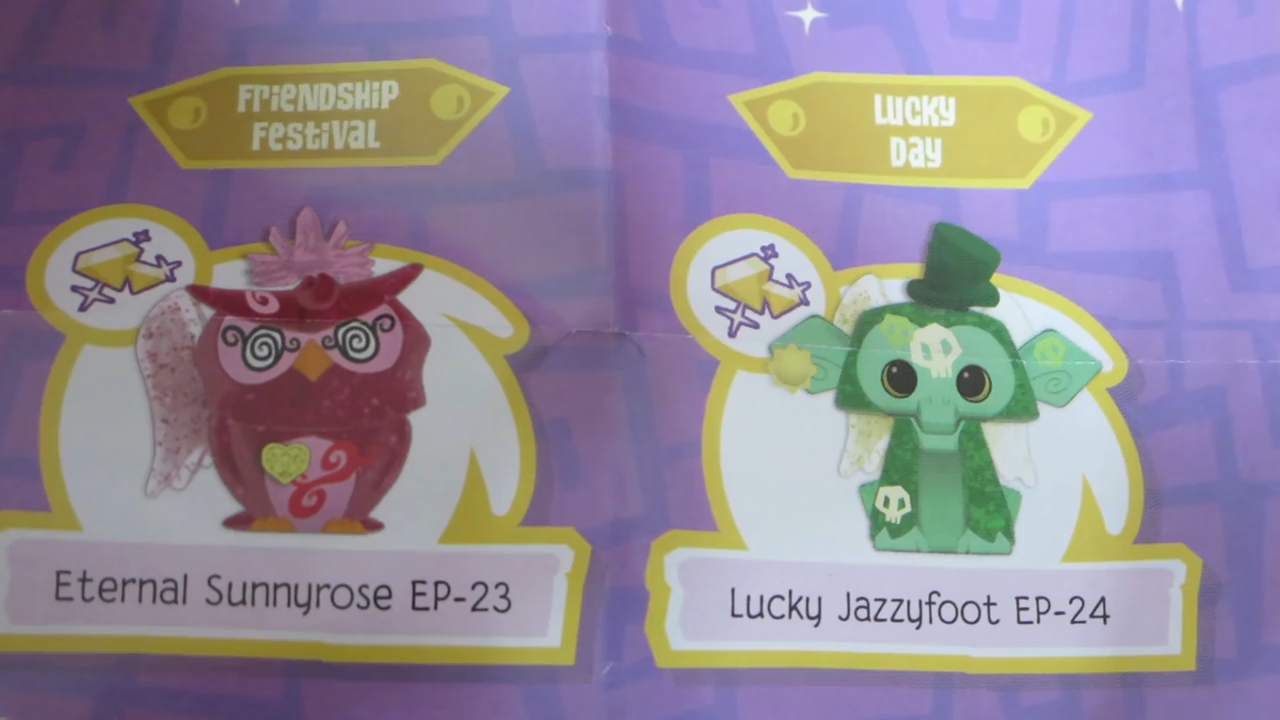 FRIENDSHIP
FESTIVAL
LUCKY
DAY
Eternal Sunnyrose EP-23
Lucky Jazzyfoot EP-24